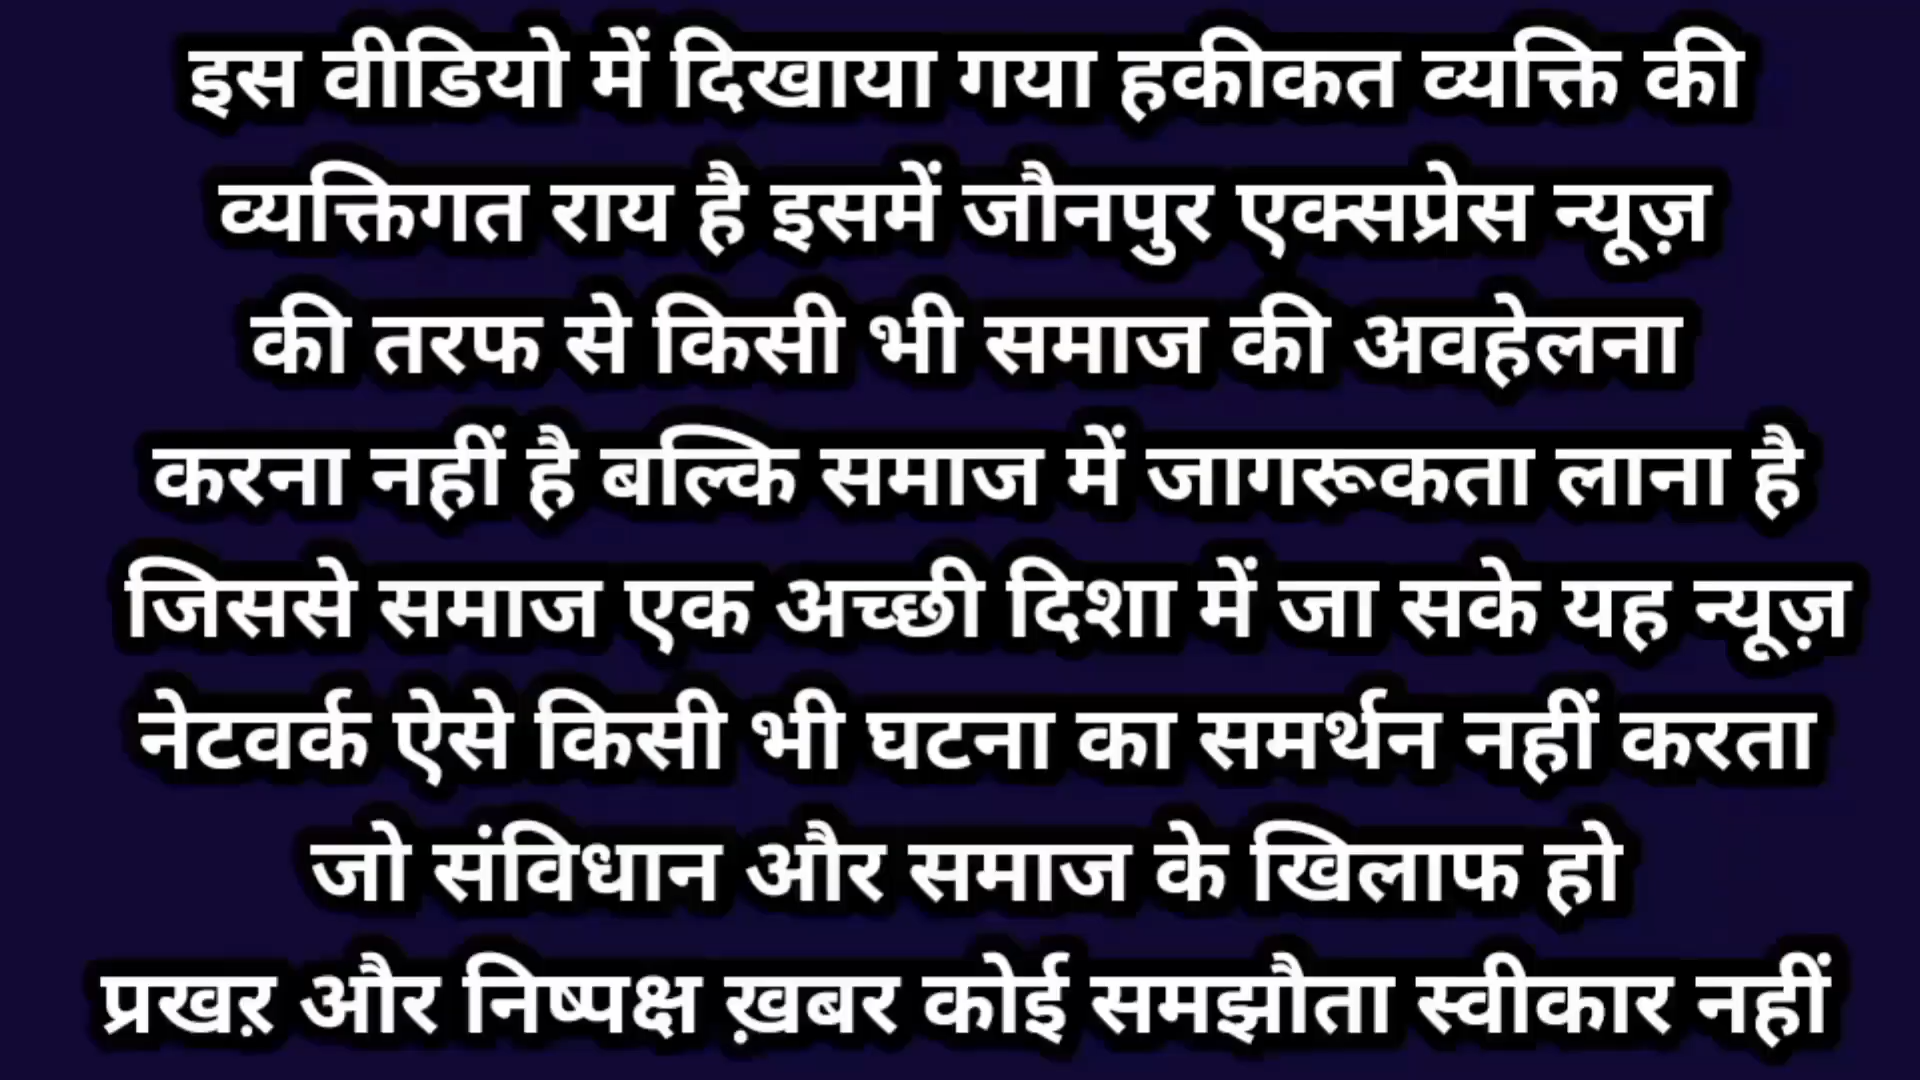 इस वीडियो में दिखाया गया हकीकत व्यक्ति की
व्यक्तिगत राय है इसमें जौनपुर एक्सप्रेस न्यूज़
की तरफ से किसी भी समाज की अवहेलना
करना नहीं है बल्कि समाज में जागरूकता लाना है
जिससे समाज एक अच्छी दिशा में जा सके यह न्यूज़
नेटवर्क ऐसे किसी भी घटना का समर्थन नहीं करता
जो संविधान और समाज के खिलाफ हो
प्रखऱ और निष्पक्ष ख़बर कोई समझौता स्वीकार नहीं